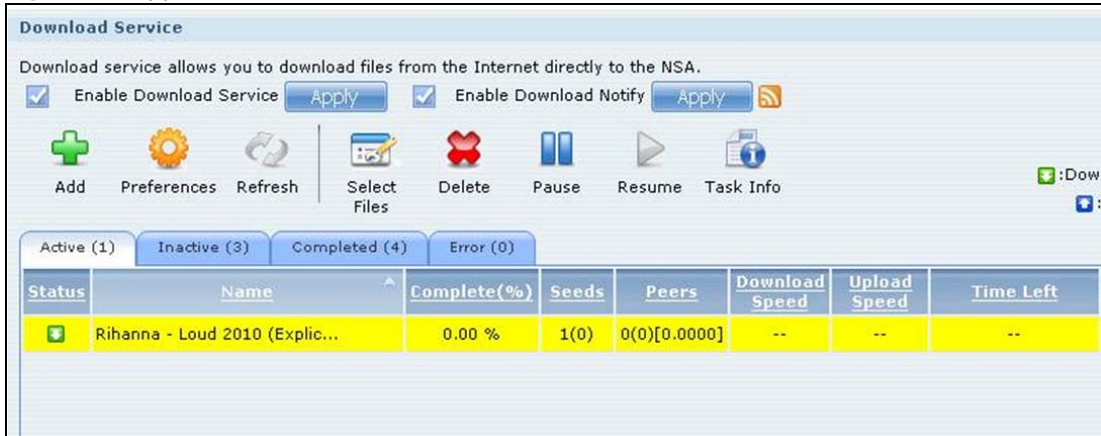 Download Service
Download service allows you to download files from the Internet directly to the NSA.
Enable Download Service Apply Enable Download Notify Apply
Add Preferences Refresh Select Files Delete Pause Resume Task Info
:Dow
:
Active (1) Inactive (3) Completed (4) Error (0)
Status Name Complete(%) Seeds Peers Download Speed Upload Speed Time Left
Rihanna - Loud 2010 (Explic... 0.00 % 1(0) 0(0)[0.0000] -- -- --